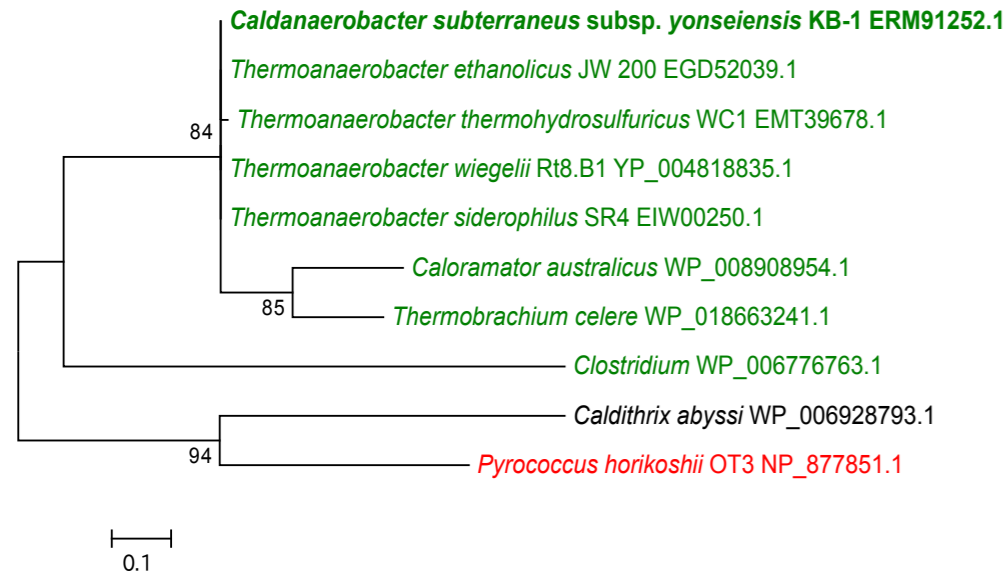 Caldanaerobacter subterraneus subsp. yonseiensis KB-1 ERM91252.1
Thermoanaerobacter ethanolicus JW 200 EGD52039.1
Thermoanaerobacter thermohydrosulfuricus WC1 EMT39678.1
84
Thermoanaerobacter wiegelii Rt8.B1 YP_004818835.1
Thermoanaerobacter siderophilus SR4 EIW00250.1
Caloramator australicus WP_008908954.1
85
Thermobrachium celere WP_018663241.1
Clostridium WP_006776763.1
Caldithrix abyssi WP_006928793.1
94
Pyrococcus horikoshii OT3 NP_877851.1
0.1